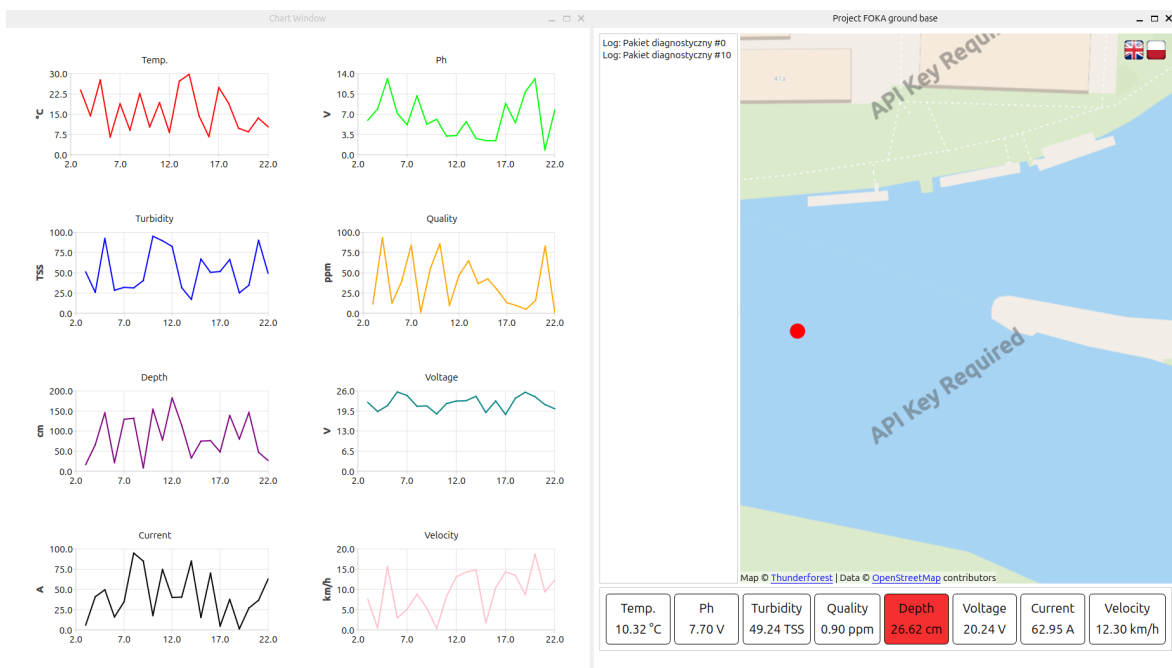 Chart Window
Project FOKA ground base
Temp.
°C
30.0
22.5
15.0
7.5
0.0
2.0 7.0 12.0 17.0 22.0
Ph
V
14.0
10.5
7.0
3.5
0.0
2.0 7.0 12.0 17.0 22.0
Turbidity
TSS
100.0
75.0
50.0
25.0
0.0
2.0 7.0 12.0 17.0 22.0
Quality
ppm
100.0
75.0
50.0
25.0
0.0
2.0 7.0 12.0 17.0 22.0
Depth
cm
200.0
150.0
100.0
50.0
0.0
2.0 7.0 12.0 17.0 22.0
Voltage
V
26.0
19.5
13.0
6.5
0.0
2.0 7.0 12.0 17.0 22.0
Current
A
100.0
75.0
50.0
25.0
0.0
2.0 7.0 12.0 17.0 22.0
Velocity
km/h
20.0
15.0
10.0
5.0
0.0
2.0 7.0 12.0 17.0 22.0
Log: Pakiet diagnostyczny #0
Log: Pakiet diagnostyczny #10
41a
API Key Requi
API Key Required
Map © Thunderforest | Data © OpenStreetMap contributors
Temp.
10.32 °C
Ph
7.70 V
Turbidity
49.24 TSS
Quality
0.90 ppm
Depth
26.62 cm
Voltage
20.24 V
Current
62.95 A
Velocity
12.30 km/h